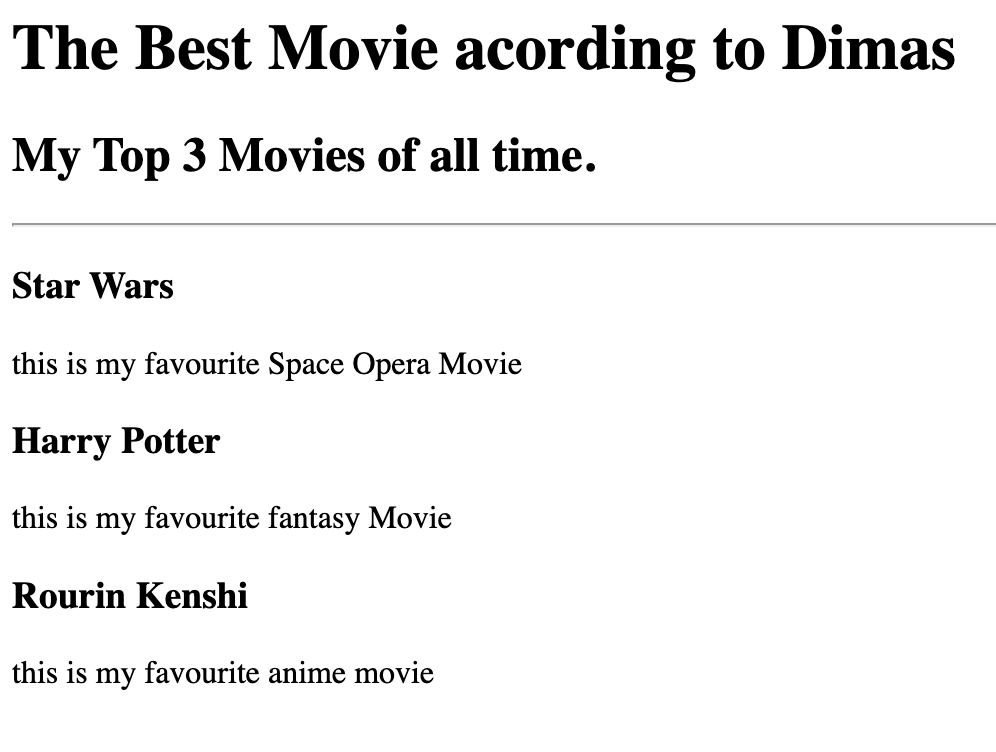 The Best Movie acording to Dimas
My Top 3 Movies of all time.
Star Wars
this is my favourite Space Opera Movie
Harry Potter
this is my favourite fantasy Movie
Rourin Kenshi
this is my favourite anime movie